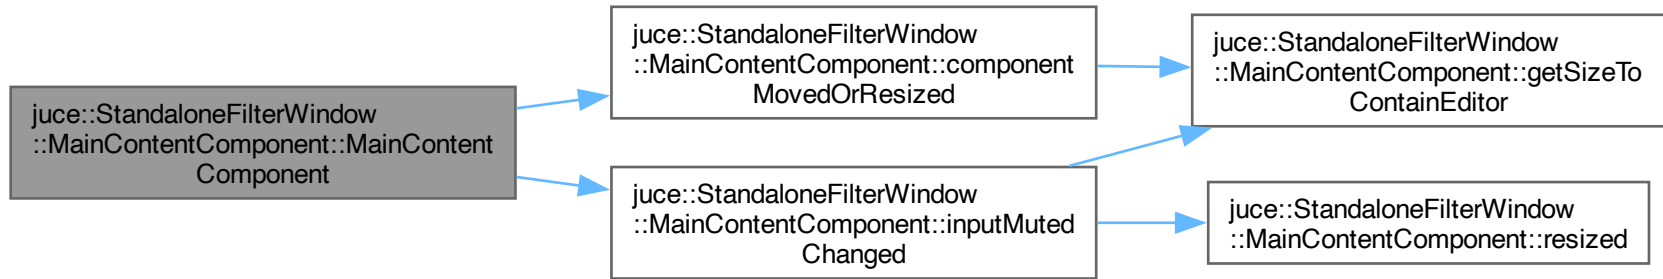 juce::StandaloneFilterWindow
::MainContentComponent::MainContent
Component
juce::StandaloneFilterWindow
::MainContentComponent::component
MovedOrResized
juce::StandaloneFilterWindow
::MainContentComponent::inputMuted
Changed
juce::StandaloneFilterWindow
::MainContentComponent::getSizeTo
ContainEditor
juce::StandaloneFilterWindow
::MainContentComponent::resized